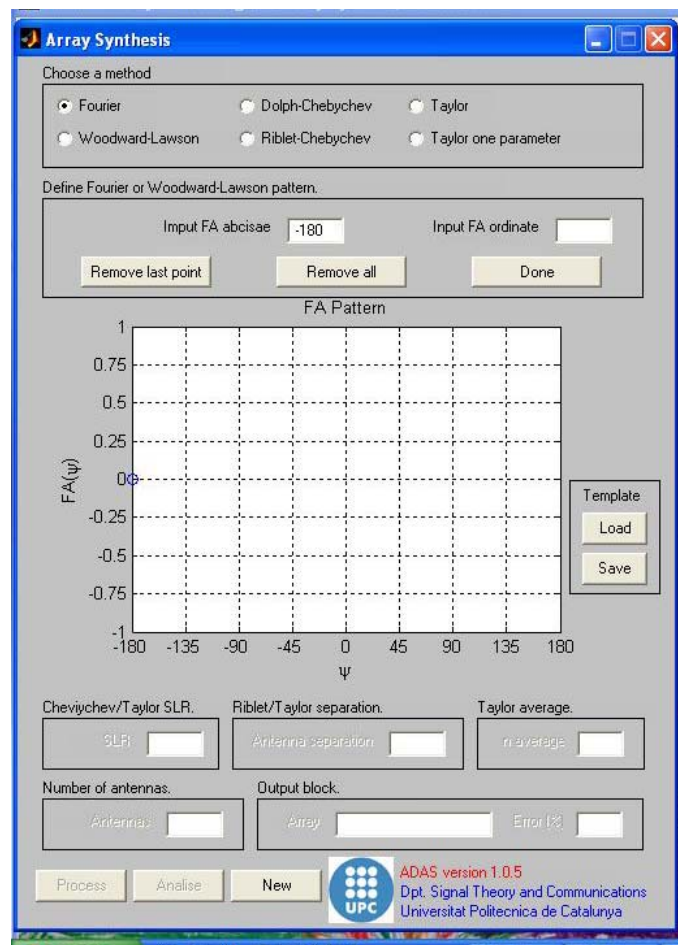 Array Synthesis
Choose a method
Fourier Dolph-Chebychev Taylor
Woodward-Lawson Riblet-Chebychev Taylor one parameter
Define Fourier or Woodward-Lawson pattern.
Imput FA abcisae -180 Input FA ordinate
Remove last point Remove all Done
FA Pattern
1
0.75
0.5
0.25
0
-0.25
-0.5
-0.75
-1
FA(ψ)
-180 -135 -90 -45 0 45 90 135 180
ψ
Template
Load
Save
Cheviychev/Taylor SLR. Riblet/Taylor separation. Taylor average.
SLR Antenna separation n average
Number of antennas. Output block.
Antennas Array Error [%]
Process Analise New
UPC
ADAS version 1.0.5
Dpt. Signal Theory and Communications
Universitat Politecnica de Catalunya